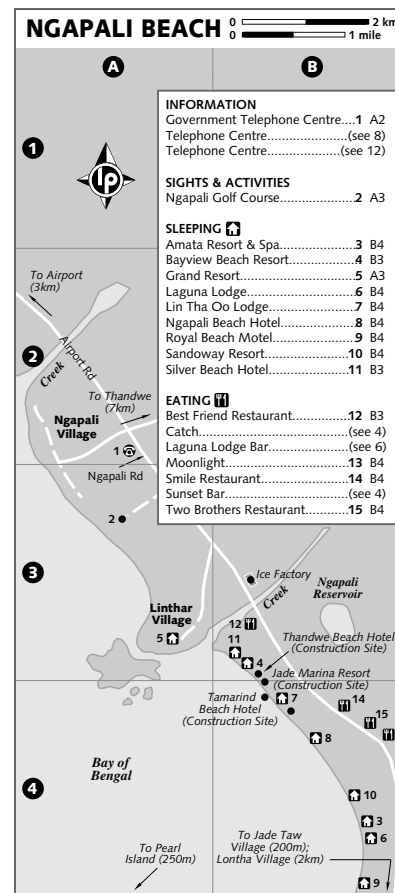 NGAPALI BEACH
0 2 km
0 1 mile
A B
1
lp
INFORMATION
Government Telephone Centre....1 A2
Telephone Centre......................(see 8)
Telephone Centre.....................(see 12)
SIGHTS & ACTIVITIES
Ngapali Golf Course...................2 A3
SLEEPING
Amata Resort & Spa...................3 B4
Bayview Beach Resort................4 B3
Grand Resort.............................5 A3
Laguna Lodge............................6 B4
Lin Tha Oo Lodge......................7 B4
Ngapali Beach Hotel...................8 B4
Royal Beach Motel.....................9 B4
Sandoway Resort.....................10 B4
Silver Beach Hotel....................11 B3
EATING
Best Friend Restaurant.............12 B3
Catch.......................................(see 4)
Laguna Lodge Bar....................(see 6)
Moonlight................................13 B4
Smile Restaurant......................14 B4
Sunset Bar................................(see 4)
Two Brothers Restaurant..........15 B4
To Airport
(3km)
Airport Rd
2
Creek
To Thandwe
(7km)
Ngapali
Village
1
Ngapali Rd
2
3
Ice Factory
Creek
Ngapali
Reservoir
Linthar
Village
5
12
11
Thandwe Beach Hotel
(Construction Site)
4
Jade Marina Resort
(Construction Site)
Tamarind
Beach Hotel
(Construction Site)
7
14
15
8
Bay of
Bengal
4
10
3
6
To Jade Taw
Village (200m);
Lontha Village (2km)
To Pearl
Island (250m)
9